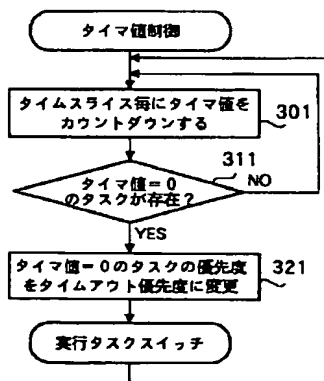 タイマ値制御
タイムスライス毎にタイマ値を
カウントダウンする
301
311
タイマ値=0
のタスクが存在?
NO
YES
321
タイマ値=0のタスクの優先度
をタイムアウト優先度に変更
実行タスクスイッチ